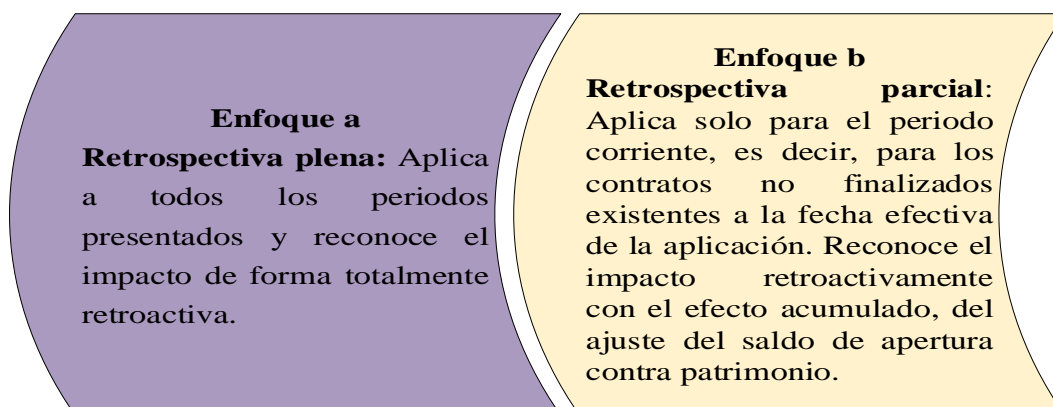 Enfoque a
Retrospectiva plena: Aplica
a todos los periodos
presentados y reconoce el
impacto de forma totalmente
retroactiva.
Enfoque b
Retrospectiva parcial:
Aplica solo para el periodo
corriente, es decir, para los
contratos no finalizados
existentes a la fecha efectiva
de la aplicación. Reconoce el
impacto retroactivamente
con el efecto acumulado, del
ajuste del saldo de apertura
contra patrimonio.